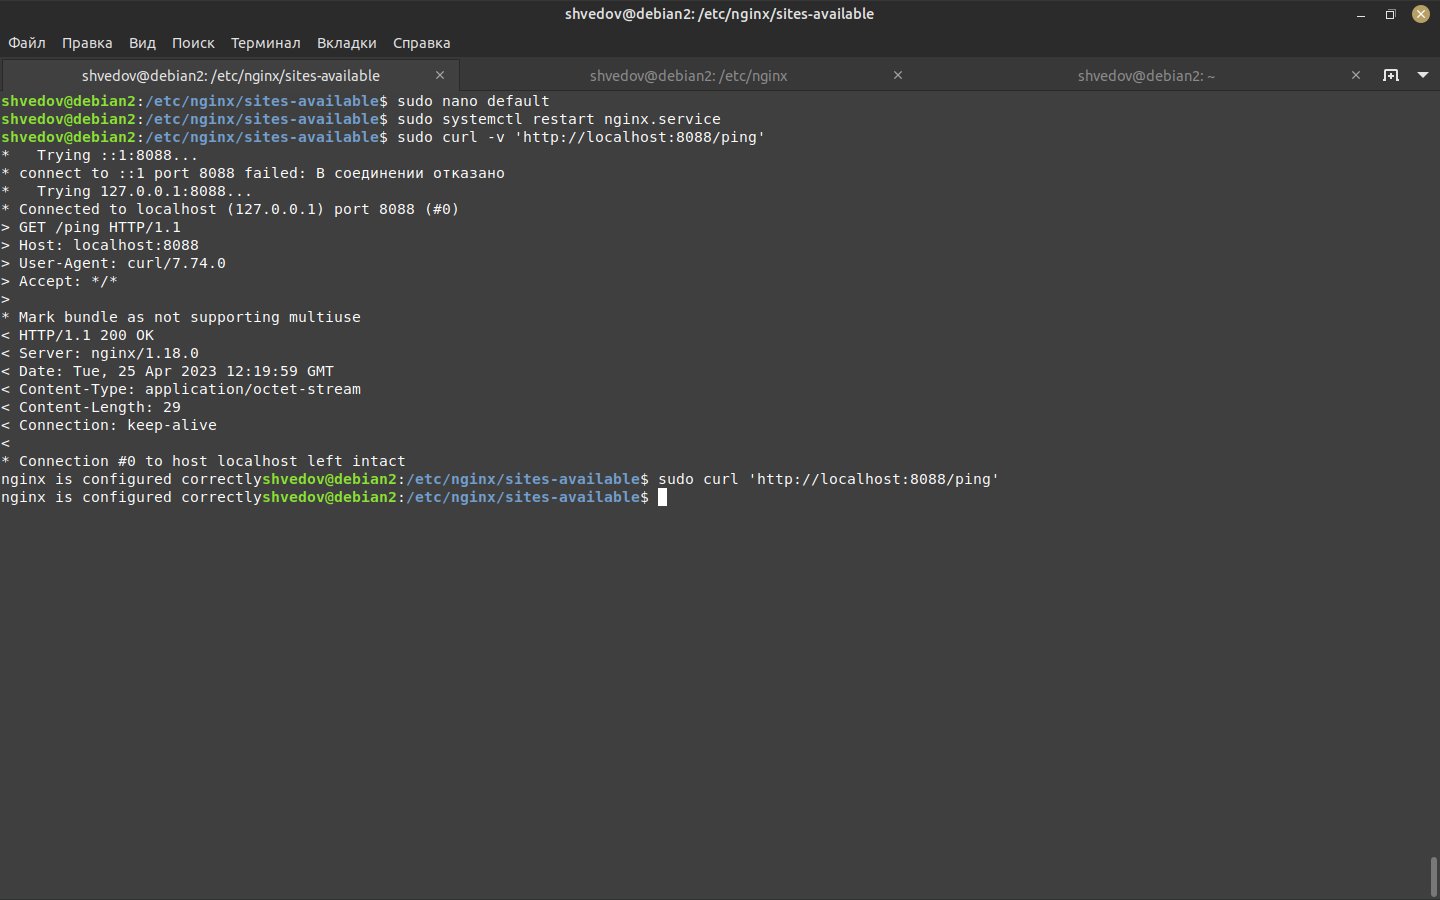 shvedov@debian2: /etc/nginx/sites-available
Файл Правка Вид Поиск Терминал Вкладки Справка
shvedov@debian2: /etc/nginx/sites-available shvedov@debian2: /etc/nginx shvedov@debian2: ~
shvedov@debian2:/etc/nginx/sites-available$ sudo nano default
shvedov@debian2:/etc/nginx/sites-available$ sudo systemctl restart nginx.service
shvedov@debian2:/etc/nginx/sites-available$ sudo curl -v 'http://localhost:8088/ping'
*   Trying ::1:8088...
* connect to ::1 port 8088 failed: В соединении отказано
*   Trying 127.0.0.1:8088...
* Connected to localhost (127.0.0.1) port 8088 (#0)
> GET /ping HTTP/1.1
> Host: localhost:8088
> User-Agent: curl/7.74.0
> Accept: */*
>
* Mark bundle as not supporting multiuse
< HTTP/1.1 200 OK
< Server: nginx/1.18.0
< Date: Tue, 25 Apr 2023 12:19:59 GMT
< Content-Type: application/octet-stream
< Content-Length: 29
< Connection: keep-alive
<
* Connection #0 to host localhost left intact
nginx is configured correctlyshvedov@debian2:/etc/nginx/sites-available$ sudo curl 'http://localhost:8088/ping'
nginx is configured correctlyshvedov@debian2:/etc/nginx/sites-available$